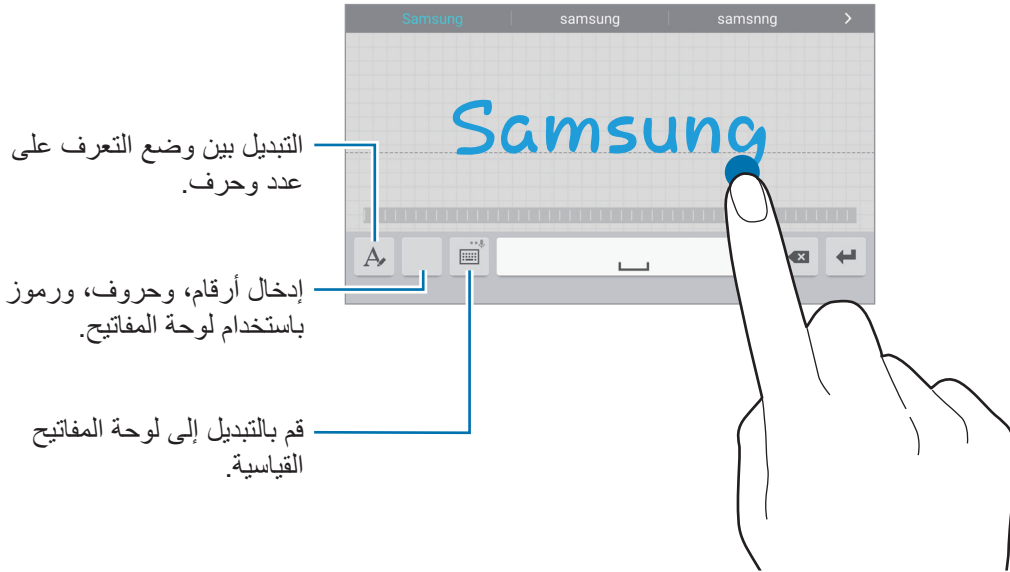 Samsung samsung samsnng
Samsung
التبديل بين وضع التعرف على
عدد وحرف.
إدخال أرقام، وحروف، ورموز
باستخدام لوحة المفاتيح.
قم بالتبديل إلى لوحة المفاتيح
القياسية.